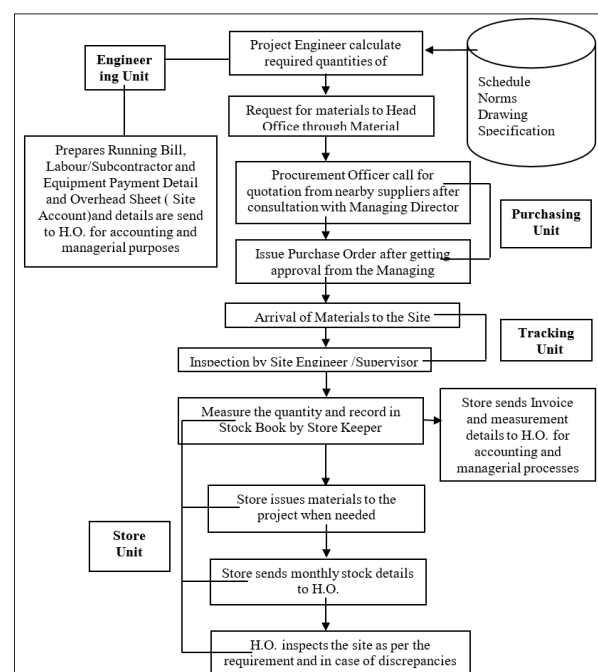 Engineer
ing Unit
Project Engineer calculate
required quantities of
Schedule
Norms
Drawing
Specification
Request for materials to Head
Office through Material
Prepares Running Bill,
Labour/Subcontractor and
Equipment Payment Detail
and Overhead Sheet ( Site
Account)and details are send
to H.O. for accounting and
managerial purposes
Procurement Officer call for
quotation from nearby suppliers after
consultation with Managing Director
Purchasing
Unit
Issue Purchase Order after getting
approval from the Managing
Arrival of Materials to the Site
Tracking
Unit
Inspection by Site Engineer /Supervisor
Measure the quantity and record in
Stock Book by Store Keeper
Store sends Invoice
and measurement
details to H.O. for
accounting and
managerial processes
Store issues materials to the
project when needed
Store
Unit
Store sends monthly stock details
to H.O.
H.O. inspects the site as per the
requirement and in case of discrepancies